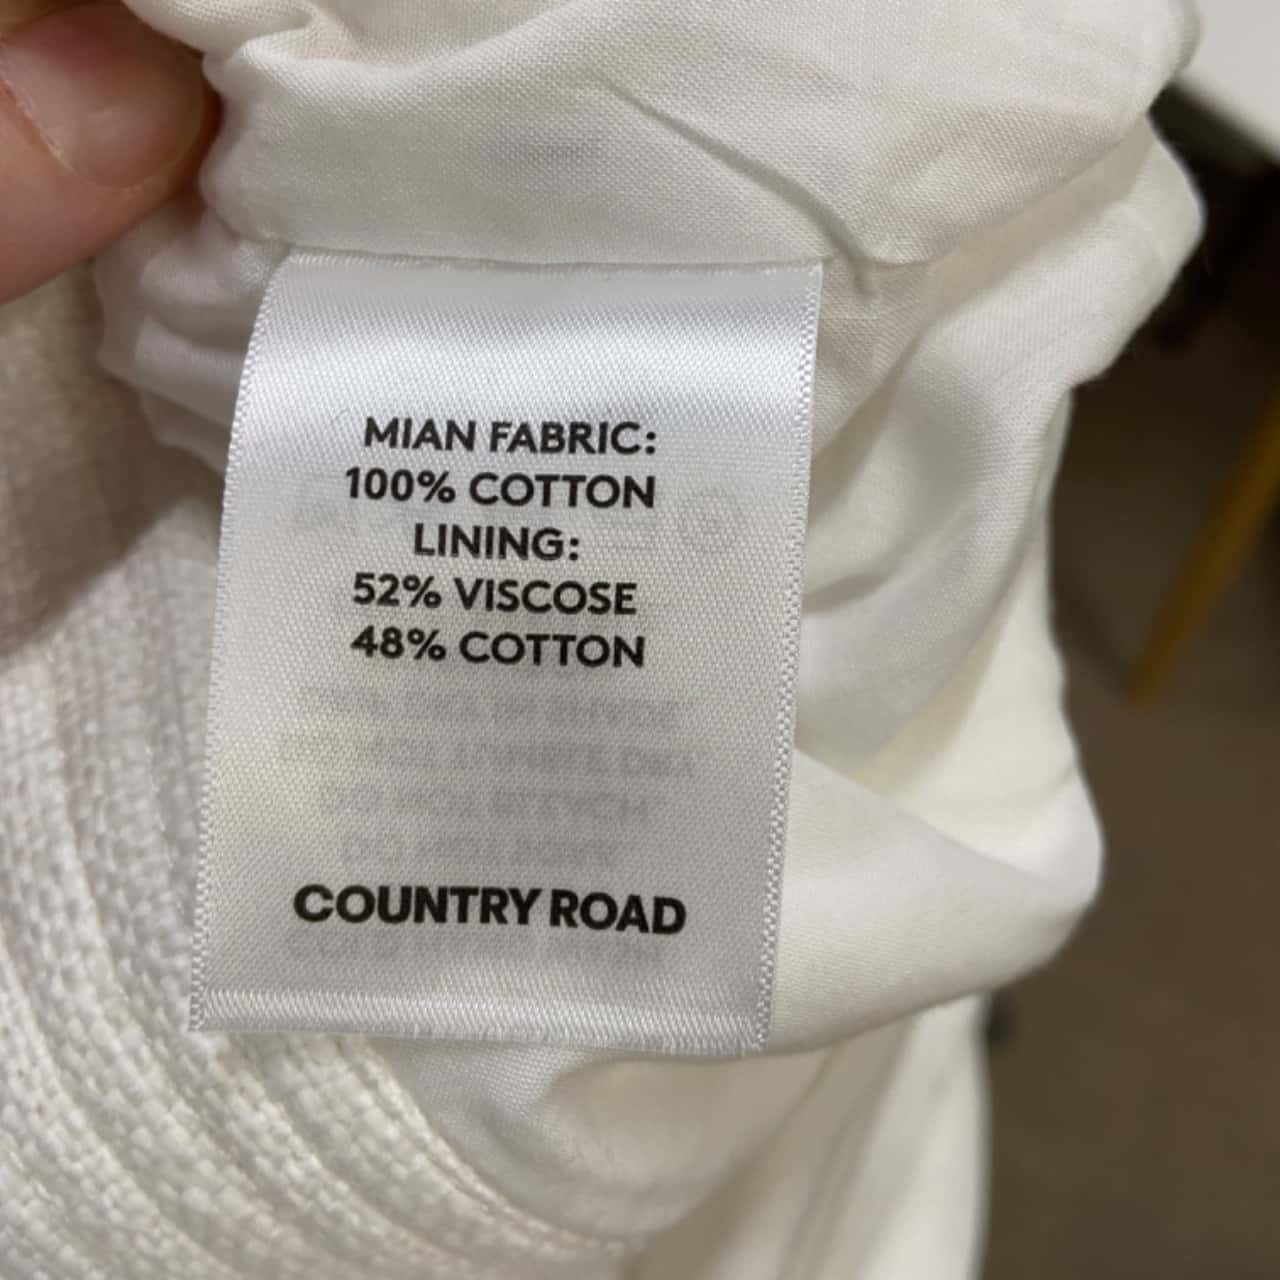 MIAN FABRIC:
100% COTTON
LINING:
52% VISCOSE
48% COTTON
COUNTRY ROAD